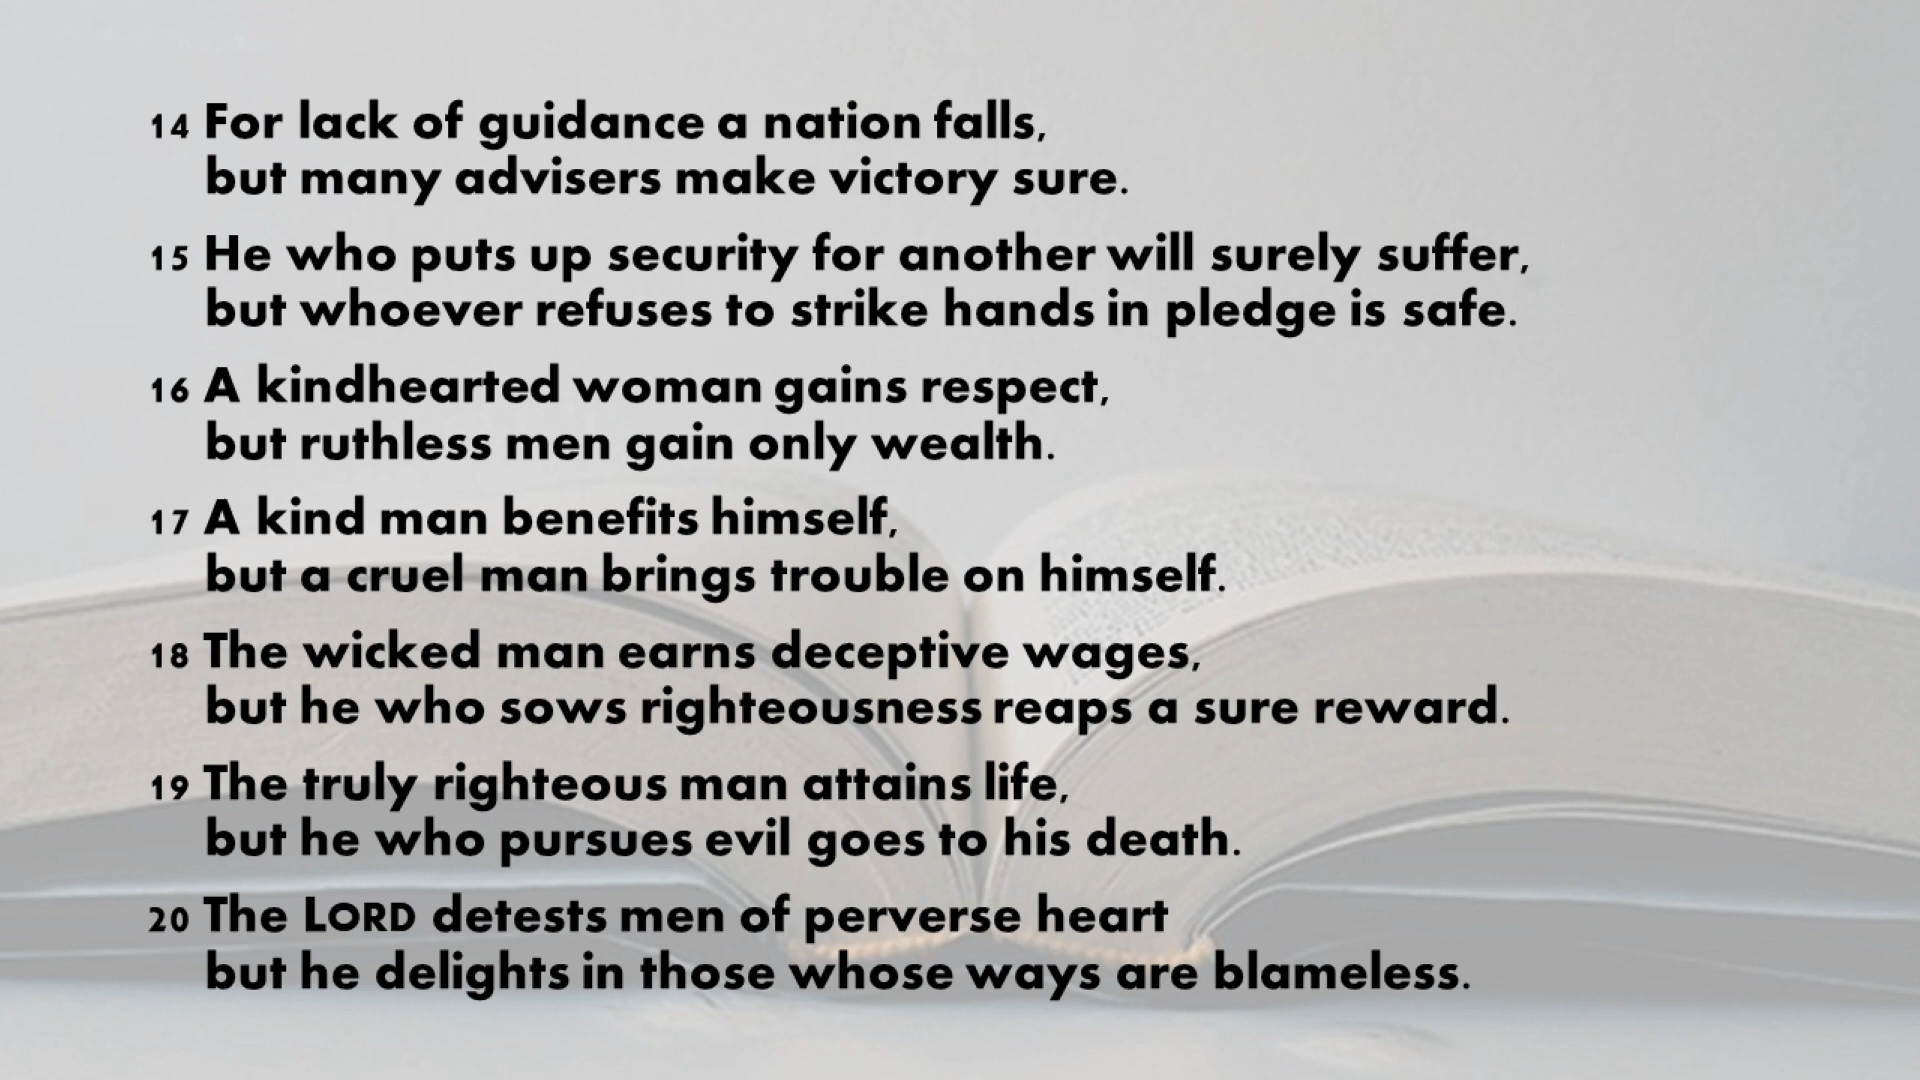 14 For lack of guidance a nation falls,
but many advisers make victory sure.
15 He who puts up security for another will surely suffer,
but whoever refuses to strike hands in pledge is safe.
16 A kindhearted woman gains respect,
but ruthless men gain only wealth.
17 A kind man benefits himself,
but a cruel man brings trouble on himself.
18 The wicked man earns deceptive wages,
but he who sows righteousness reaps a sure reward.
19 The truly righteous man attains life,
but he who pursues evil goes to his death.
20 The LORD detests men of perverse heart
but he delights in those whose ways are blameless.